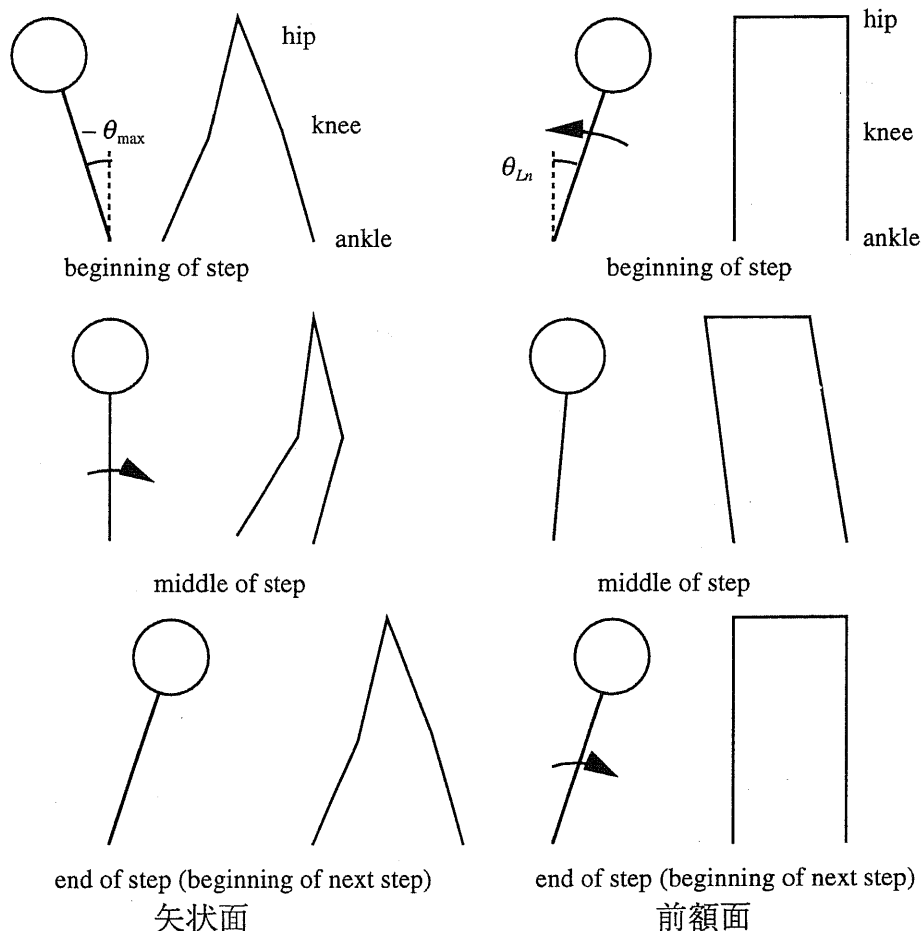 hip
knee
− θmax
ankle
beginning of step
hip
knee
θLn
ankle
beginning of step
middle of step
middle of step
end of step (beginning of next step)
矢状面
end of step (beginning of next step)
前額面